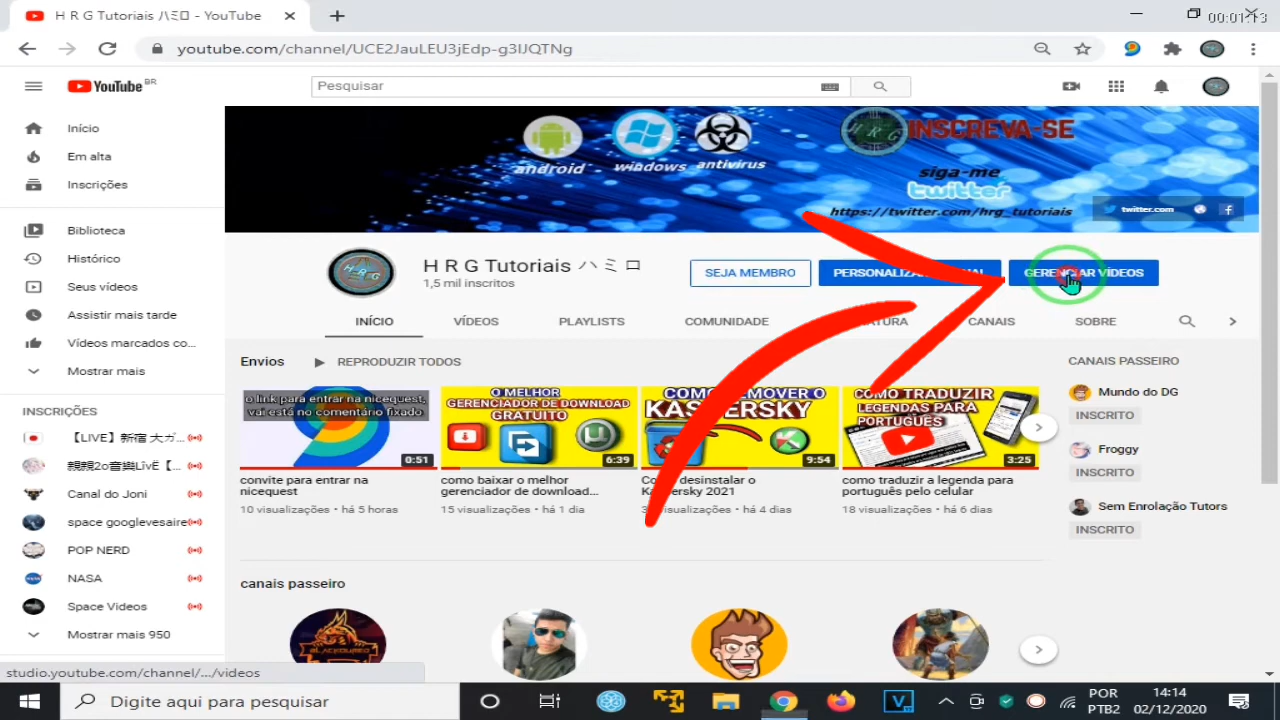 H R G Tutoriais ハミロ - YouTube
00:01:13
youtube.com/channel/UCE2JauLEU3jEdp-g3IJQTNg
YouTube BR
Pesquisar
Início
Em alta
Inscrições
Biblioteca
Histórico
Seus vídeos
Assistir mais tarde
Vídeos marcados co...
Mostrar mais
INSCRIÇÕES
【LIVE】新宿 大ガ...
親親2o音樂LïvË【...
Canal do Joni
space googlevesaire
POP NERD
NASA
Space Videos
Mostrar mais 950
android
windows
antivirus
HRG
INSCREVA-SE
siga-me
twitter
https://twitter.com/hrg_tutoriais
twitter.com
H R G
H R G Tutoriais ハミロ
1,5 mil inscritos
SEJA MEMBRO
GERENCIAR VÍDEOS
INÍCIO
VÍDEOS
PLAYLISTS
COMUNIDADE
CANAIS
SOBRE
Envios
REPRODUZIR TODOS
o link para entrar na nicequest,
vai está no comentário fixado
0:51
convite para entrar na
nicequest
10 visualizações • há 5 horas
O MELHOR
GERENCIADOR DE DOWNLOAD
GRATUITO
6:39
como baixar o melhor
gerenciador de download...
15 visualizações • há 1 dia
COMO REMOVER O
KASPERSKY
9:54
desinstalar o
2021
visualizações • há 4 dias
COMO TRADUZIR
LEGENDAS PARA
PORTUGUÊS
3:25
como traduzir a legenda para
português pelo celular
18 visualizações • há 6 dias
CANAIS PASSEIRO
Mundo do DG
INSCRITO
Froggy
INSCRITO
Sem Enrolação Tutors
INSCRITO
canais passeiro
studio.youtube.com/channel/.../videos
Digite aqui para pesquisar
POR
PTB2
14:14
02/12/2020